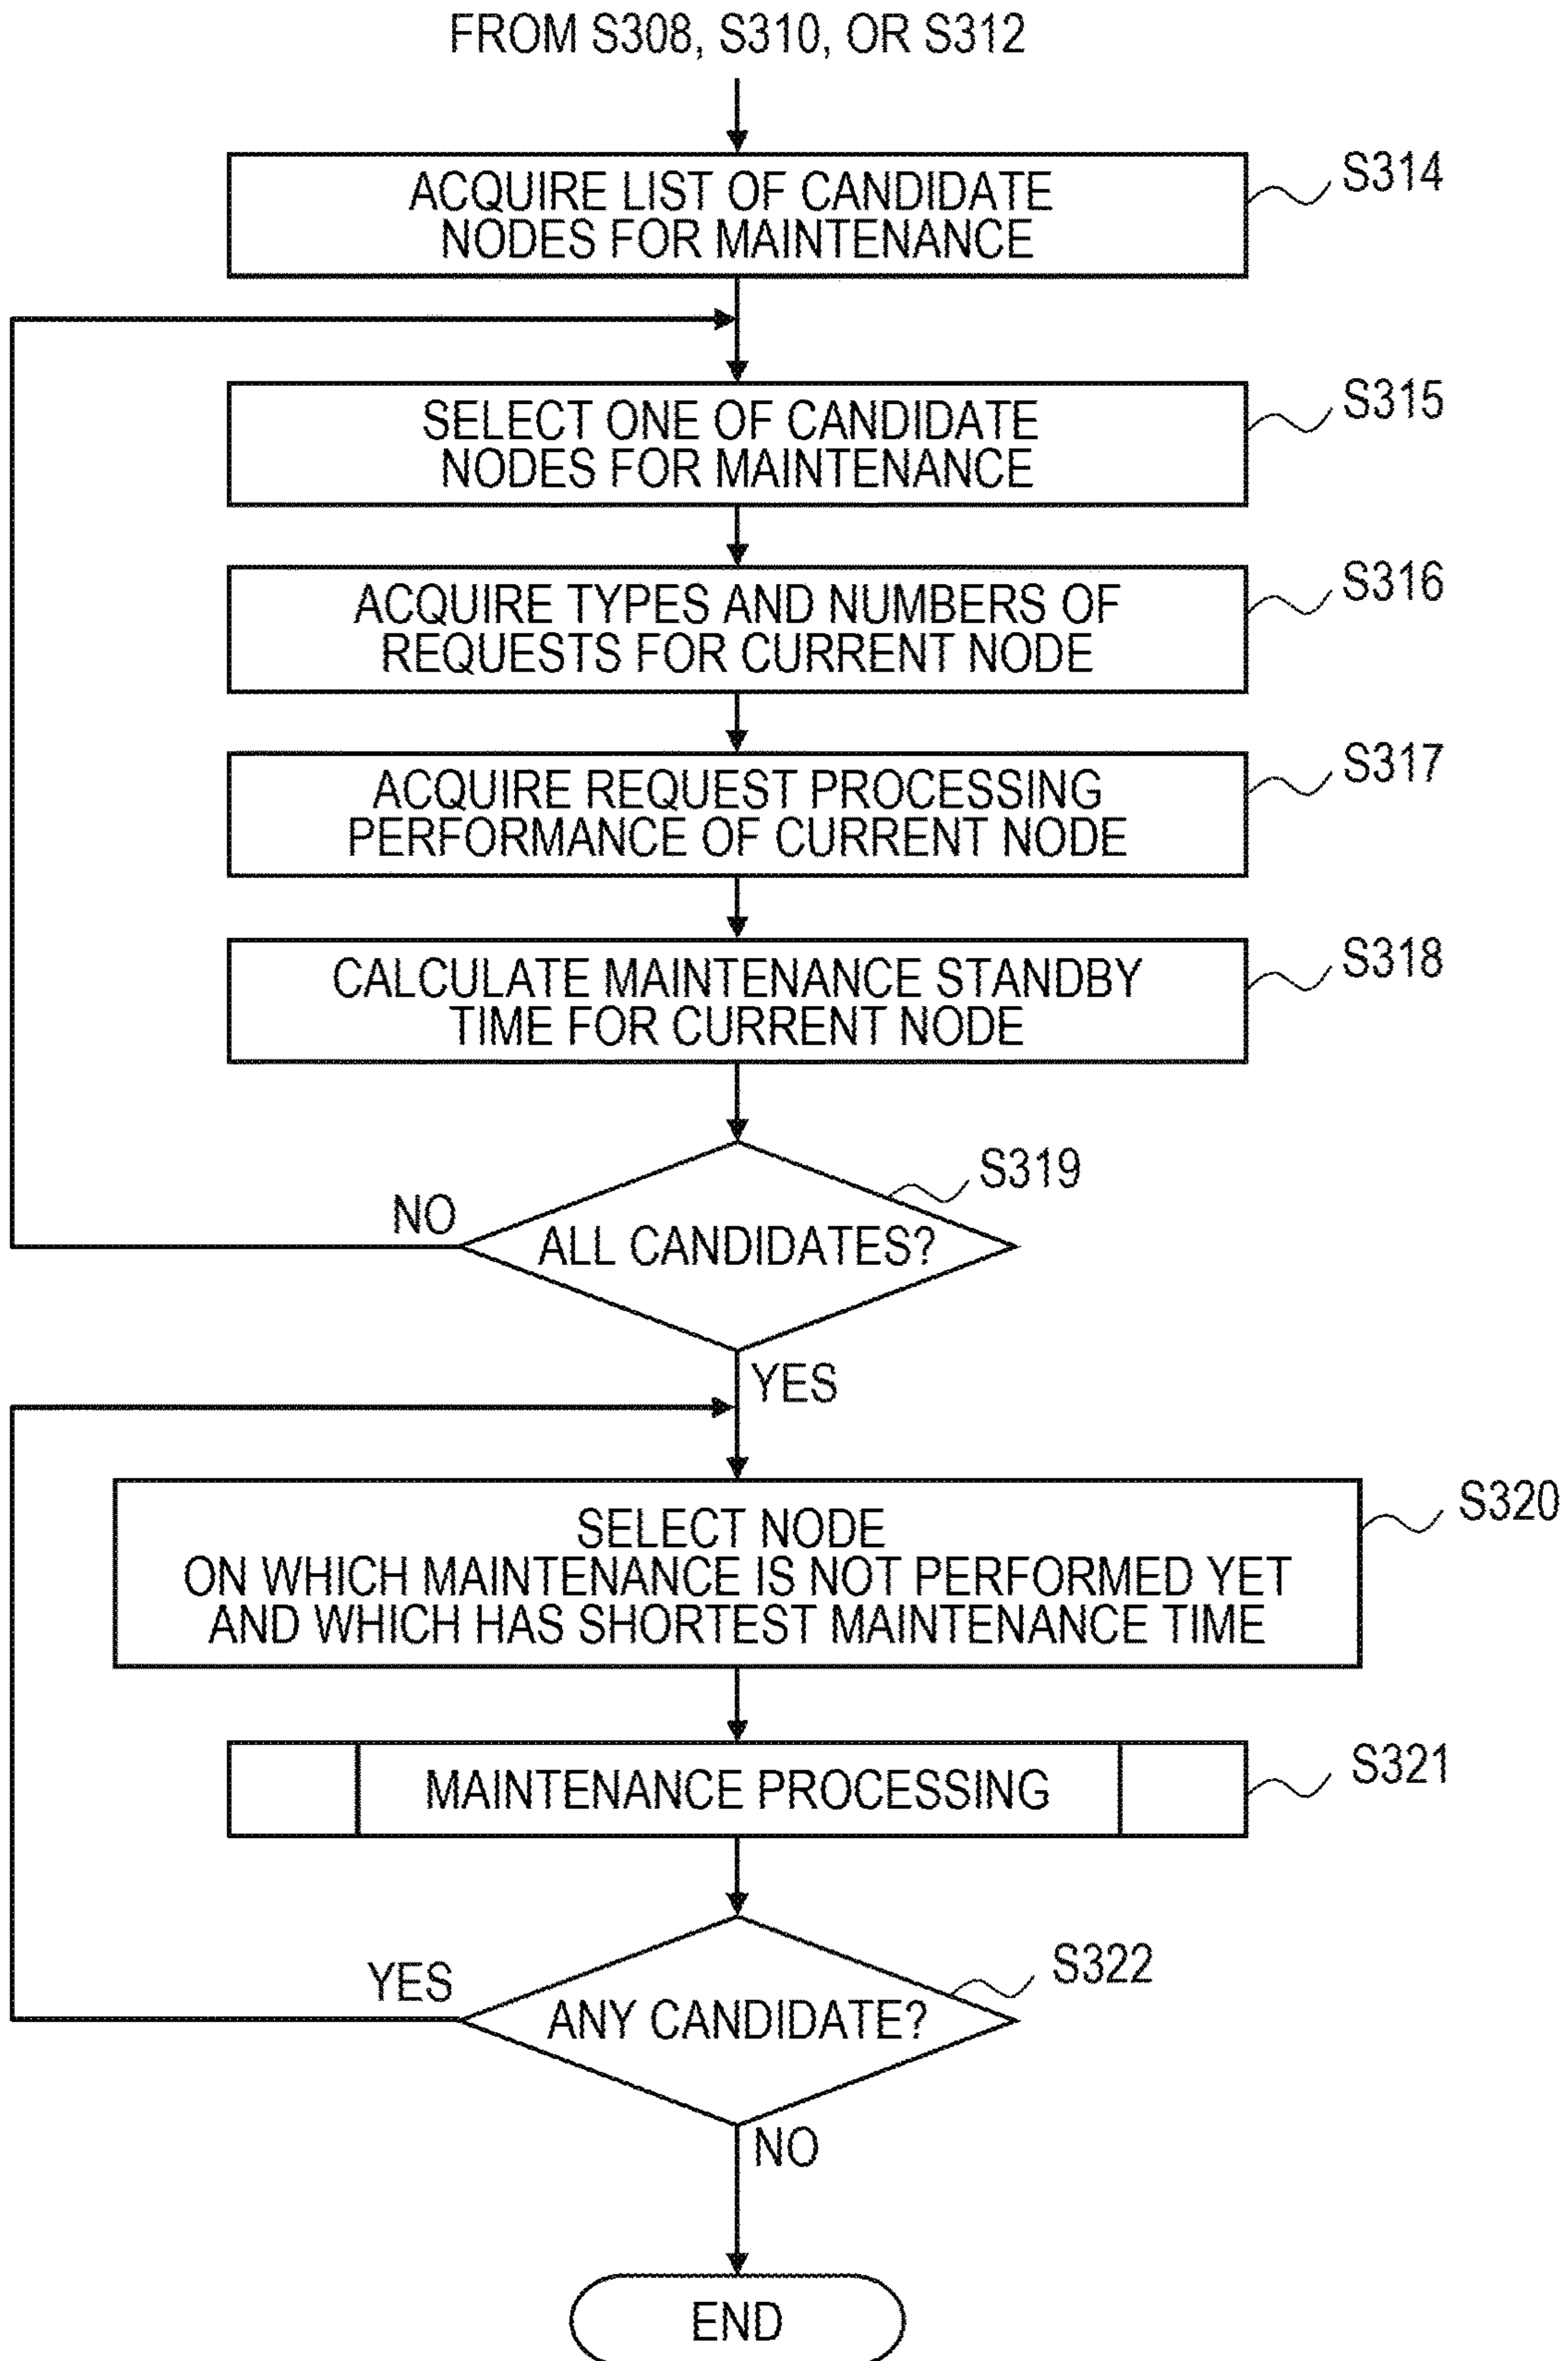 FROM S308, S310, OR S312
ACQUIRE LIST OF CANDIDATE
NODES FOR MAINTENANCE
S314
SELECT ONE OF CANDIDATE
NODES FOR MAINTENANCE
S315
ACQUIRE TYPES AND NUMBERS OF
REQUESTS FOR CURRENT NODE
S316
ACQUIRE REQUEST PROCESSING
PERFORMANCE OF CURRENT NODE
S317
CALCULATE MAINTENANCE STANDBY
TIME FOR CURRENT NODE
S318
S319
NO
ALL CANDIDATES?
YES
SELECT NODE
ON WHICH MAINTENANCE IS NOT PERFORMED YET
AND WHICH HAS SHORTEST MAINTENANCE TIME
S320
MAINTENANCE PROCESSING
S321
S322
YES
ANY CANDIDATE?
NO
END